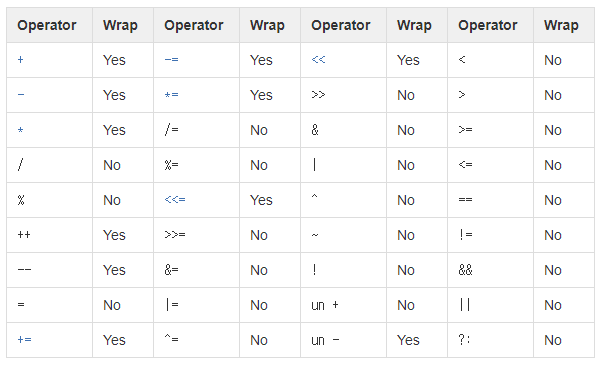 Operator Wrap Operator Wrap Operator Wrap Operator Wrap
+ Yes -= Yes << Yes < No
- Yes *= Yes >> No > No
* Yes /= No & No >= No
/ No %= No | No <= No
% No <<= Yes ^ No == No
++ Yes >>= No ~ No != No
-- Yes &= No ! No && No
= No |= No un + No || No
+= Yes ^= No un - Yes ?: No